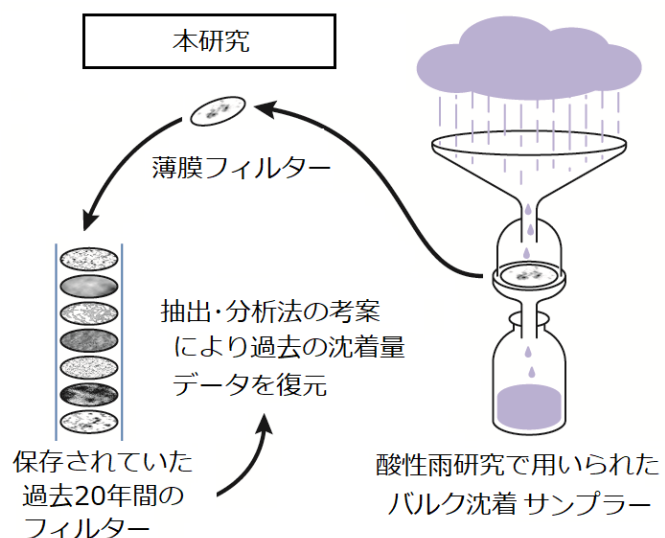 本研究
薄膜フィルター
抽出・分析法の考案
により過去の沈着量
データを復元
保存されていた
過去20年間の
フィルター
酸性雨研究で用いられた
バルク沈着 サンプラー